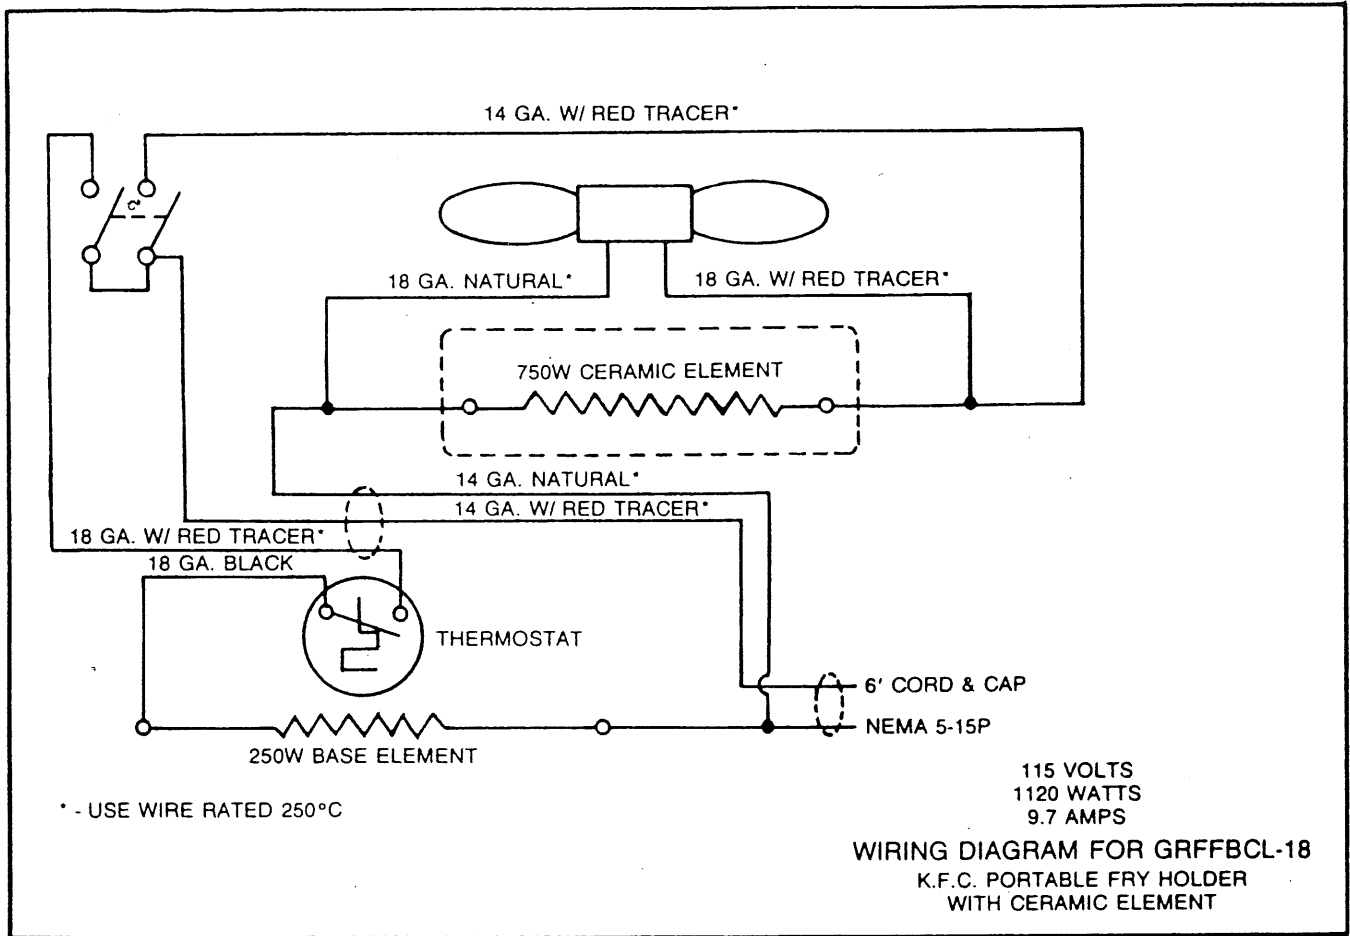 14 GA. W/ RED TRACER*
18 GA. NATURAL*
18 GA. W/ RED TRACER*
750W CERAMIC ELEMENT
14 GA. NATURAL*
14 GA. W/ RED TRACER*
18 GA. W/ RED TRACER*
18 GA. BLACK
THERMOSTAT
6' CORD & CAP
NEMA 5-15P
250W BASE ELEMENT
* - USE WIRE RATED 250°C
115 VOLTS
1120 WATTS
9.7 AMPS
WIRING DIAGRAM FOR GRFFBCL-18
K.F.C. PORTABLE FRY HOLDER
WITH CERAMIC ELEMENT